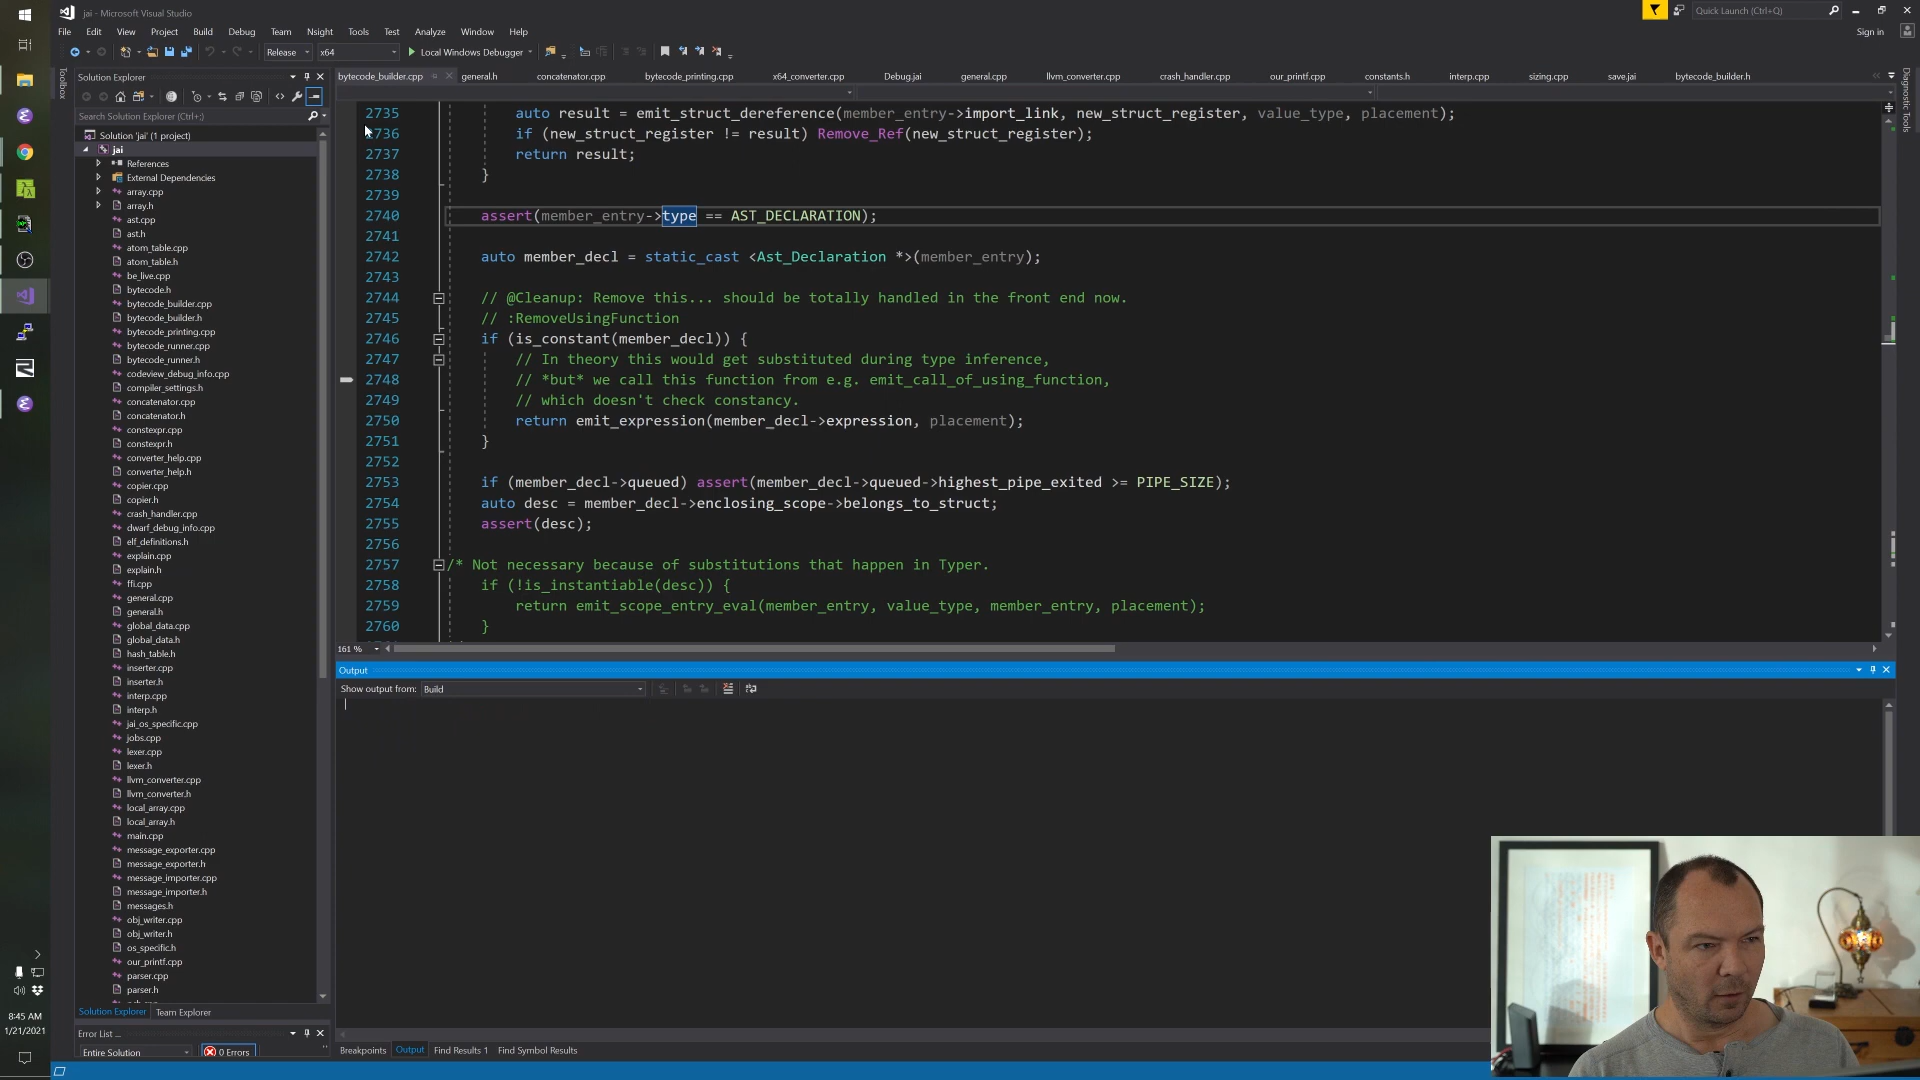 jai - Microsoft Visual Studio
Quick Launch (Ctrl+Q)
File Edit View Project Build Debug Team Nsight Tools Test Analyze Window Help
Sign in
Release x64 Local Windows Debugger
Toolbox
Solution Explorer
bytecode_builder.cpp general.h concatenator.cpp bytecode_printing.cpp x64_converter.cpp Debug.jai general.cpp llvm_converter.cpp crash_handler.cpp our_printf.cpp constants.h interp.cpp sizing.cpp save.jai bytecode_builder.h
Diagnostic Tools
Search Solution Explorer (Ctrl+;)
Solution 'jai' (1 project)
jai
References
External Dependencies
array.cpp
array.h
ast.cpp
ast.h
atom_table.cpp
atom_table.h
be_live.cpp
bytecode.h
bytecode_builder.cpp
bytecode_builder.h
bytecode_printing.cpp
bytecode_runner.cpp
bytecode_runner.h
codeview_debug_info.cpp
compiler_settings.h
concatenator.cpp
concatenator.h
constexpr.cpp
constexpr.h
converter_help.cpp
converter_help.h
copier.cpp
copier.h
crash_handler.cpp
dwarf_debug_info.cpp
elf_definitions.h
explain.cpp
explain.h
ffi.cpp
general.cpp
general.h
global_data.cpp
global_data.h
hash_table.h
inserter.cpp
inserter.h
interp.cpp
interp.h
jai_os_specific.cpp
jobs.cpp
lexer.cpp
lexer.h
llvm_converter.cpp
llvm_converter.h
local_array.cpp
local_array.h
main.cpp
message_exporter.cpp
message_exporter.h
message_importer.cpp
message_importer.h
messages.h
obj_writer.cpp
obj_writer.h
os_specific.h
our_printf.cpp
parser.cpp
parser.h
Solution Explorer Team Explorer
Error List ...
Entire Solution 0 Errors
2735 auto result = emit_struct_dereference(member_entry->import_link, new_struct_register, value_type, placement);
2736 if (new_struct_register != result) Remove_Ref(new_struct_register);
2737 return result;
2738 }
2739
2740 assert(member_entry->type == AST_DECLARATION);
2741
2742 auto member_decl = static_cast <Ast_Declaration *>(member_entry);
2743
2744 // @Cleanup: Remove this... should be totally handled in the front end now.
2745 // :RemoveUsingFunction
2746 if (is_constant(member_decl)) {
2747 // In theory this would get substituted during type inference,
2748 // *but* we call this function from e.g. emit_call_of_using_function,
2749 // which doesn't check constancy.
2750 return emit_expression(member_decl->expression, placement);
2751 }
2752
2753 if (member_decl->queued) assert(member_decl->queued->highest_pipe_exited >= PIPE_SIZE);
2754 auto desc = member_decl->enclosing_scope->belongs_to_struct;
2755 assert(desc);
2756
2757 /* Not necessary because of substitutions that happen in Typer.
2758 if (!is_instantiable(desc)) {
2759 return emit_scope_entry_eval(member_entry, value_type, member_entry, placement);
2760 }
161 %
Output
Show output from: Build
Breakpoints Output Find Results 1 Find Symbol Results
8:45 AM
1/21/2021